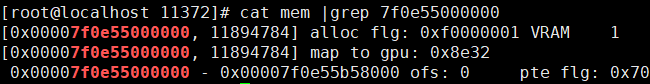 [root@localhost 11372]# cat mem |grep 7f0e55000000
[0x00007f0e55000000, 11894784] alloc flg: 0xf0000001 VRAM    1
[0x00007f0e55000000, 11894784] map to gpu: 0x8e32
 0x00007f0e55000000 - 0x00007f0e55b58000 ofs: 0    pte flg: 0x70